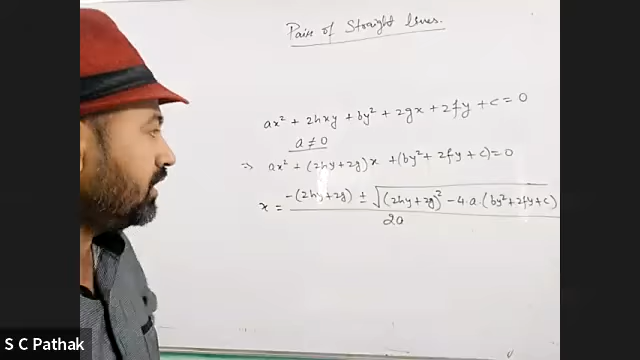 Pair of Straight lines.
ax² + 2hxy + by² + 2gx + 2fy + c = 0
a ≠ 0
⇒ ax² + (2hy + 2g) x + (by² + 2fy + c) = 0
x = -(2hy+2g) ± √(2hy+2g)² - 4.a.(by²+2fy+c)
2a
S C Pathak